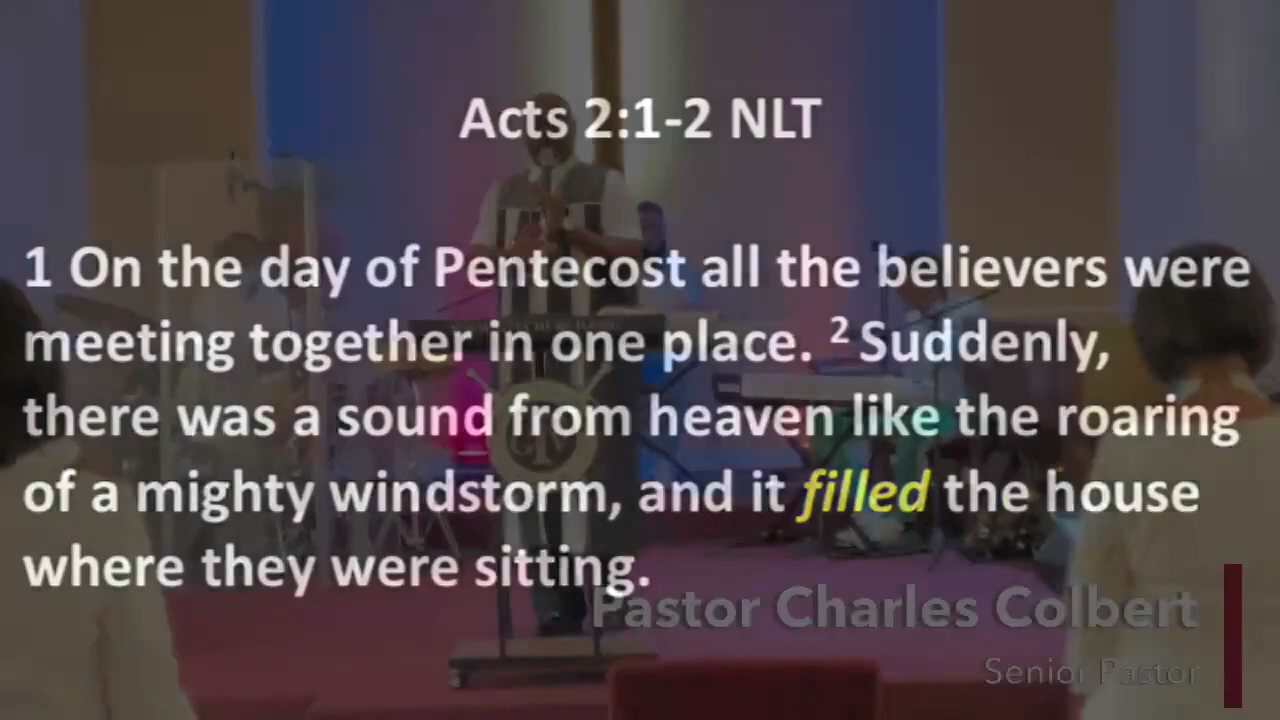 Acts 2:1-2 NLT
1 On the day of Pentecost all the believers were
meeting together in one place. 2 Suddenly,
there was a sound from heaven like the roaring
of a mighty windstorm, and it filled the house
where they were sitting.
Pastor Charles Colbert
Senior Pastor